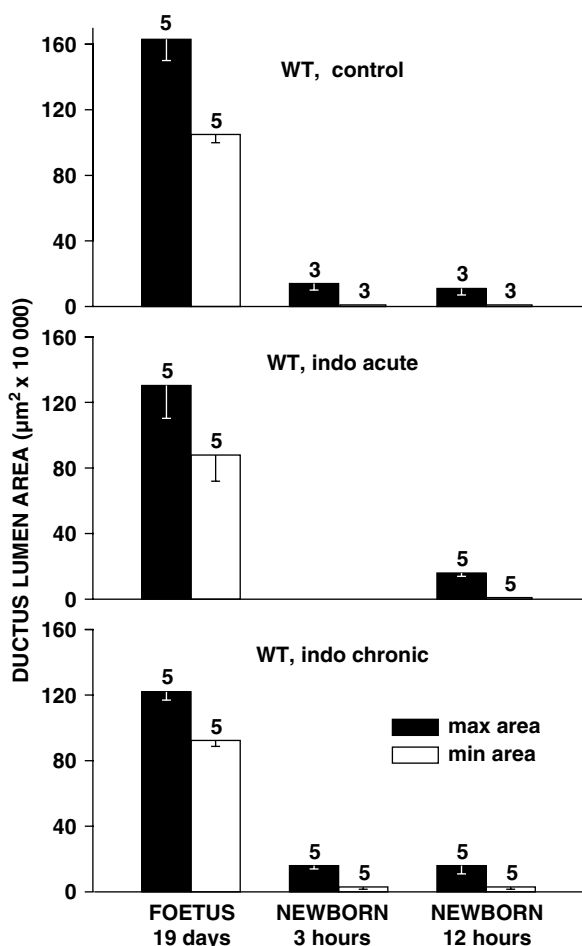 DUCTUS LUMEN AREA (µm² x 10 000)
WT, control
160
120
80
40
0
5
5
3
3
3
3
WT, indo acute
160
120
80
40
0
5
5
5
5
WT, indo chronic
160
120
80
40
0
5
5
5
5
5
5
max area
min area
FOETUS
19 days
NEWBORN
3 hours
NEWBORN
12 hours